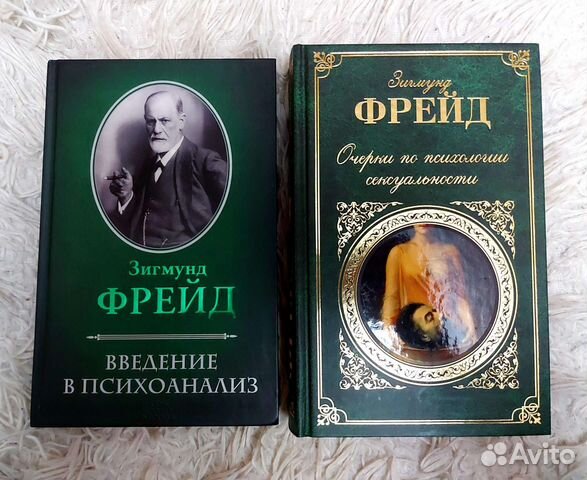 Зигмунд
ФРЕЙД
ВВЕДЕНИЕ
В ПСИХОАНАЛИЗ
Зигмунд
ФРЕЙД
Очерки по психологии
сексуальности
Avito